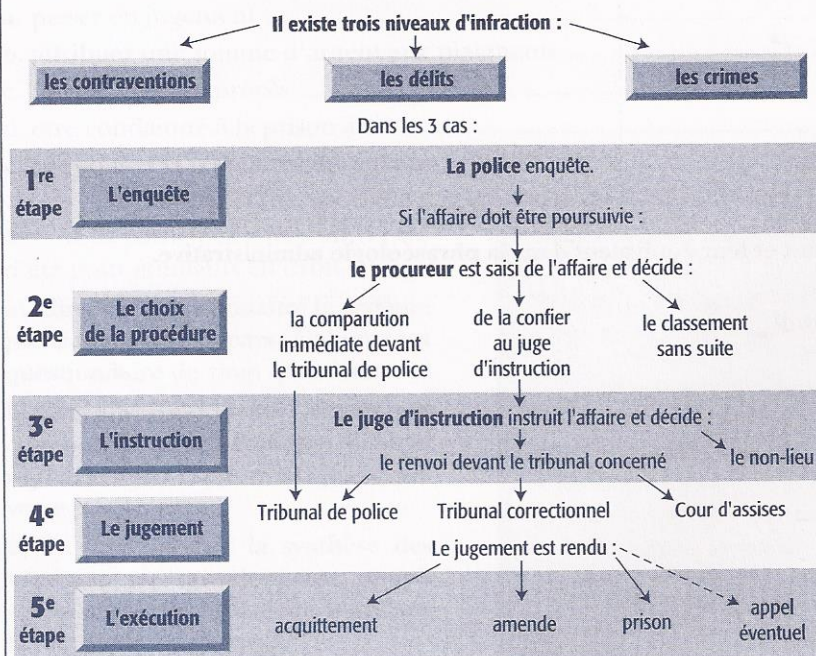 Il existe trois niveaux d'infraction :
les contraventions
les délits
les crimes
Dans les 3 cas :
1re
étape
L'enquête
La police enquête.
Si l'affaire doit être poursuivie :
le procureur est saisi de l'affaire et décide :
2e
étape
Le choix
de la procédure
la comparution
immédiate devant
le tribunal de police
de la confier
au juge
d'instruction
le classement
sans suite
3e
étape
L'instruction
Le juge d'instruction instruit l'affaire et décide :
le renvoi devant le tribunal concerné
le non-lieu
4e
étape
Le jugement
Tribunal de police
Tribunal correctionnel
Cour d'assises
Le jugement est rendu :
5e
étape
L'exécution
acquittement
amende
prison
appel
éventuel